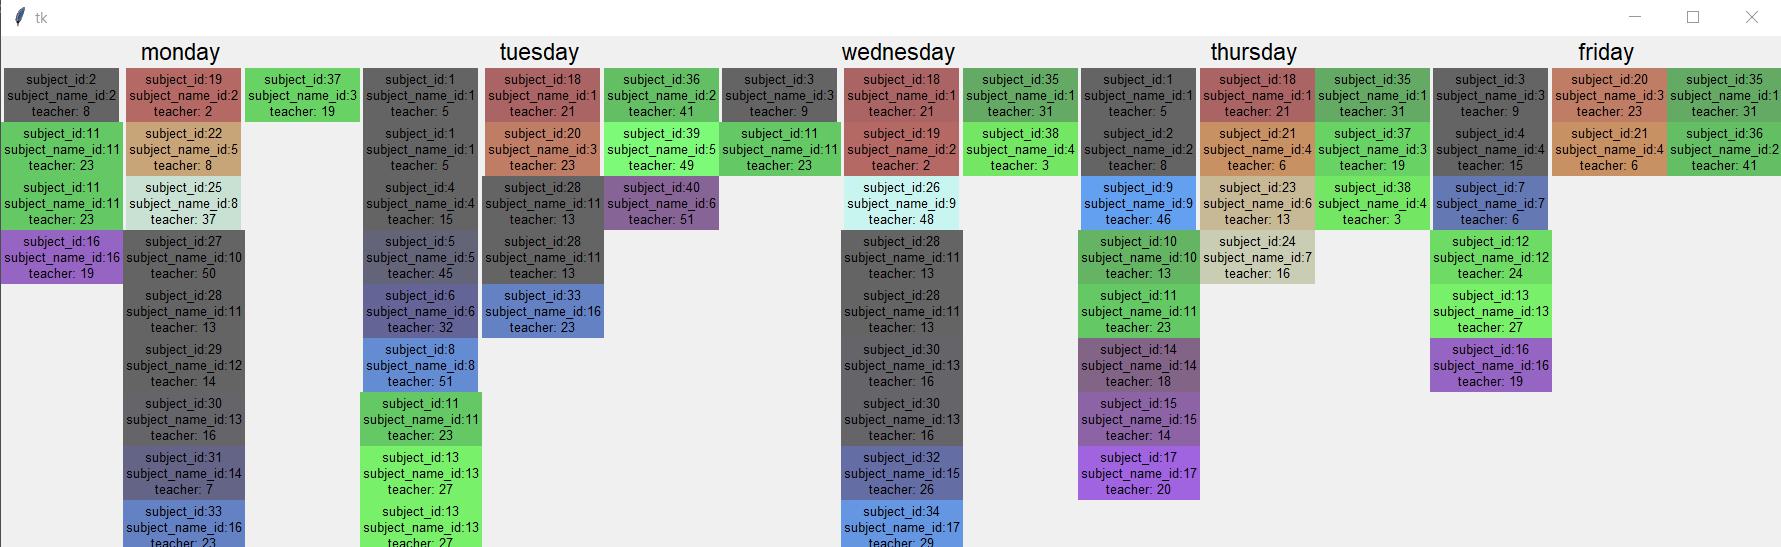 tk
monday
tuesday
wednesday
thursday
friday
subject_id:2
subject_name_id:2
teacher: 8
subject_id:11
subject_name_id:11
teacher: 23
subject_id:11
subject_name_id:11
teacher: 23
subject_id:16
subject_name_id:16
teacher: 19
subject_id:19
subject_name_id:2
teacher: 2
subject_id:22
subject_name_id:5
teacher: 8
subject_id:25
subject_name_id:8
teacher: 37
subject_id:27
subject_name_id:10
teacher: 50
subject_id:28
subject_name_id:11
teacher: 13
subject_id:29
subject_name_id:12
teacher: 14
subject_id:30
subject_name_id:13
teacher: 16
subject_id:31
subject_name_id:14
teacher: 7
subject_id:33
subject_name_id:16
teacher: 23
subject_id:37
subject_name_id:3
teacher: 19
subject_id:1
subject_name_id:1
teacher: 5
subject_id:1
subject_name_id:1
teacher: 5
subject_id:4
subject_name_id:4
teacher: 15
subject_id:5
subject_name_id:5
teacher: 45
subject_id:6
subject_name_id:6
teacher: 32
subject_id:8
subject_name_id:8
teacher: 51
subject_id:11
subject_name_id:11
teacher: 23
subject_id:13
subject_name_id:13
teacher: 27
subject_id:13
subject_name_id:13
teacher: 27
subject_id:18
subject_name_id:1
teacher: 21
subject_id:20
subject_name_id:3
teacher: 23
subject_id:28
subject_name_id:11
teacher: 13
subject_id:28
subject_name_id:11
teacher: 13
subject_id:33
subject_name_id:16
teacher: 23
subject_id:36
subject_name_id:2
teacher: 41
subject_id:39
subject_name_id:5
teacher: 49
subject_id:40
subject_name_id:6
teacher: 51
subject_id:3
subject_name_id:3
teacher: 9
subject_id:11
subject_name_id:11
teacher: 23
subject_id:18
subject_name_id:1
teacher: 21
subject_id:19
subject_name_id:2
teacher: 2
subject_id:26
subject_name_id:9
teacher: 48
subject_id:28
subject_name_id:11
teacher: 13
subject_id:28
subject_name_id:11
teacher: 13
subject_id:30
subject_name_id:13
teacher: 16
subject_id:30
subject_name_id:13
teacher: 16
subject_id:32
subject_name_id:15
teacher: 26
subject_id:34
subject_name_id:17
teacher: 29
subject_id:35
subject_name_id:1
teacher: 31
subject_id:38
subject_name_id:4
teacher: 3
subject_id:1
subject_name_id:1
teacher: 5
subject_id:2
subject_name_id:2
teacher: 8
subject_id:9
subject_name_id:9
teacher: 46
subject_id:10
subject_name_id:10
teacher: 13
subject_id:11
subject_name_id:11
teacher: 23
subject_id:14
subject_name_id:14
teacher: 18
subject_id:15
subject_name_id:15
teacher: 14
subject_id:17
subject_name_id:17
teacher: 20
subject_id:18
subject_name_id:1
teacher: 21
subject_id:21
subject_name_id:4
teacher: 6
subject_id:23
subject_name_id:6
teacher: 13
subject_id:24
subject_name_id:7
teacher: 16
subject_id:35
subject_name_id:1
teacher: 31
subject_id:37
subject_name_id:3
teacher: 19
subject_id:38
subject_name_id:4
teacher: 3
subject_id:3
subject_name_id:3
teacher: 9
subject_id:4
subject_name_id:4
teacher: 15
subject_id:7
subject_name_id:7
teacher: 6
subject_id:12
subject_name_id:12
teacher: 24
subject_id:13
subject_name_id:13
teacher: 27
subject_id:16
subject_name_id:16
teacher: 19
subject_id:20
subject_name_id:3
teacher: 23
subject_id:21
subject_name_id:4
teacher: 6
subject_id:35
subject_name_id:1
teacher: 31
subject_id:36
subject_name_id:2
teacher: 41